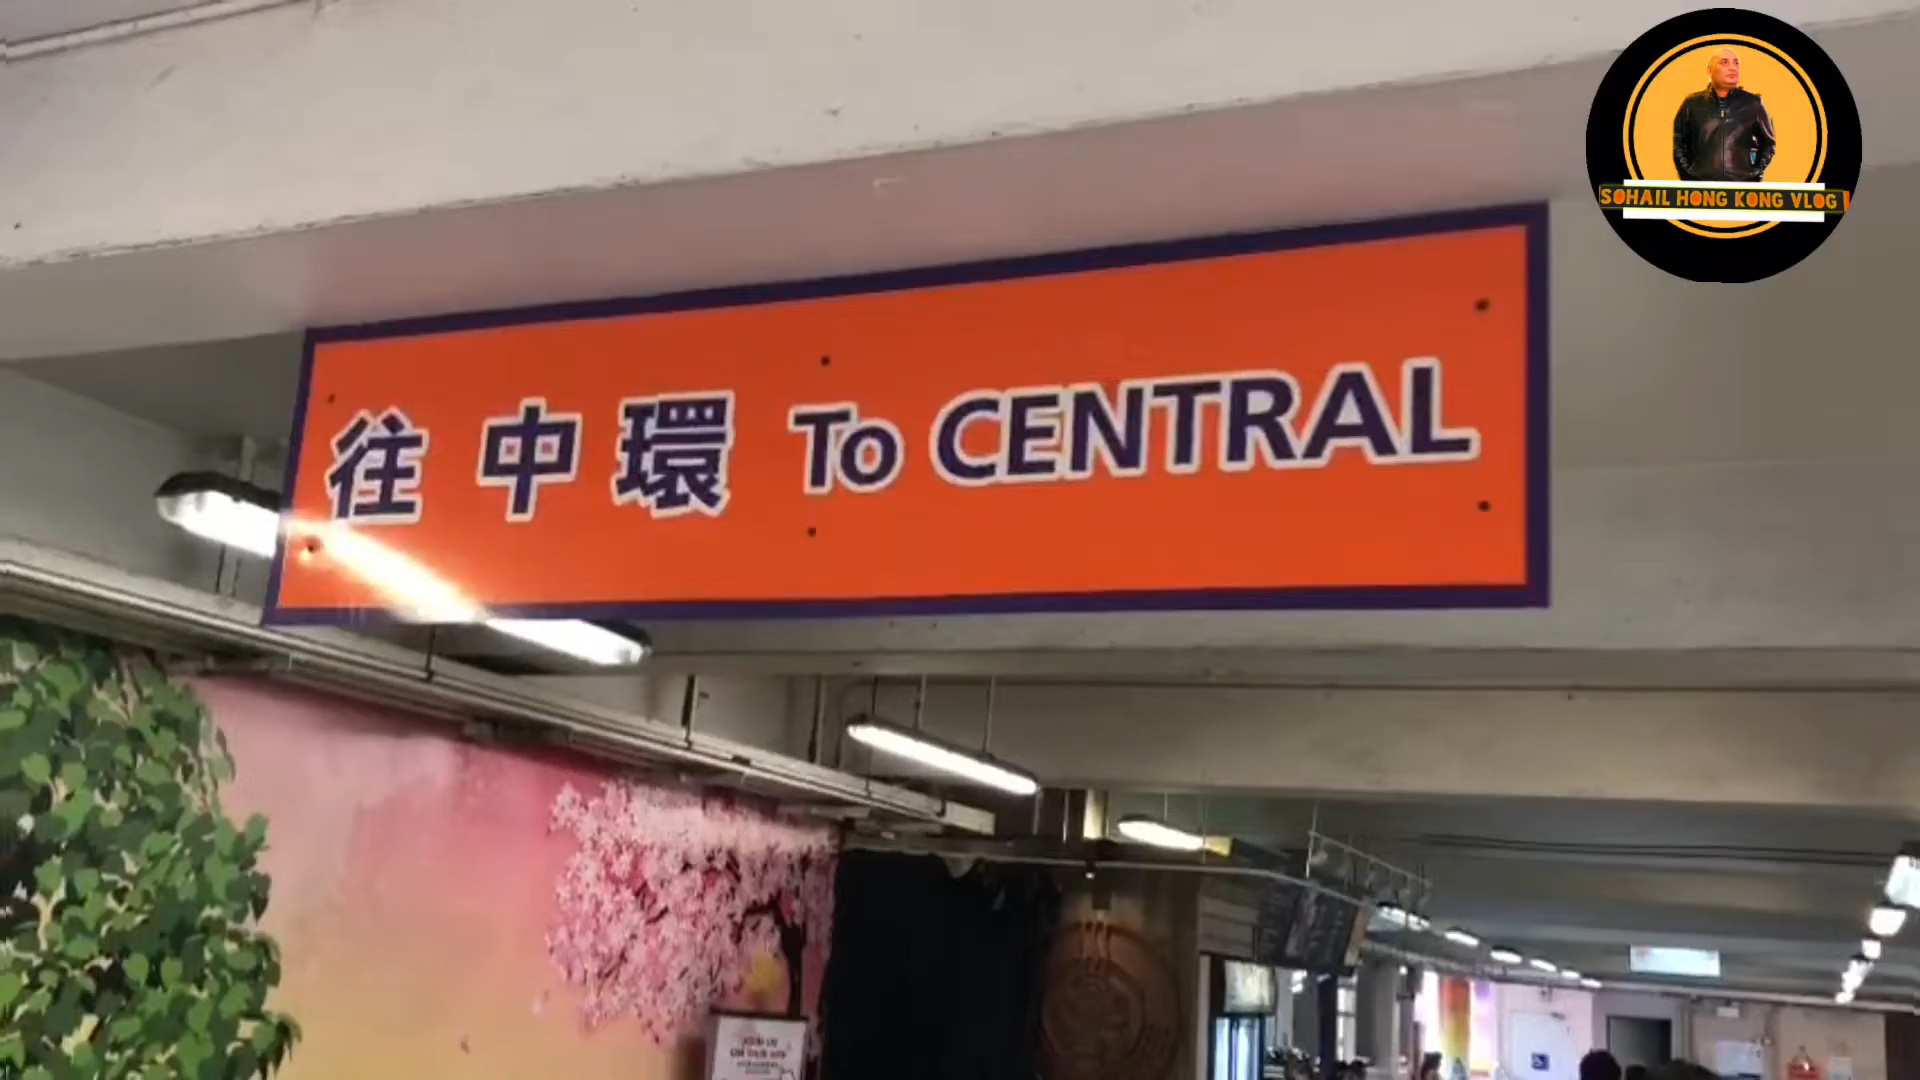 SOHAIL HONG KONG VLOG
往 中 環 To CENTRAL